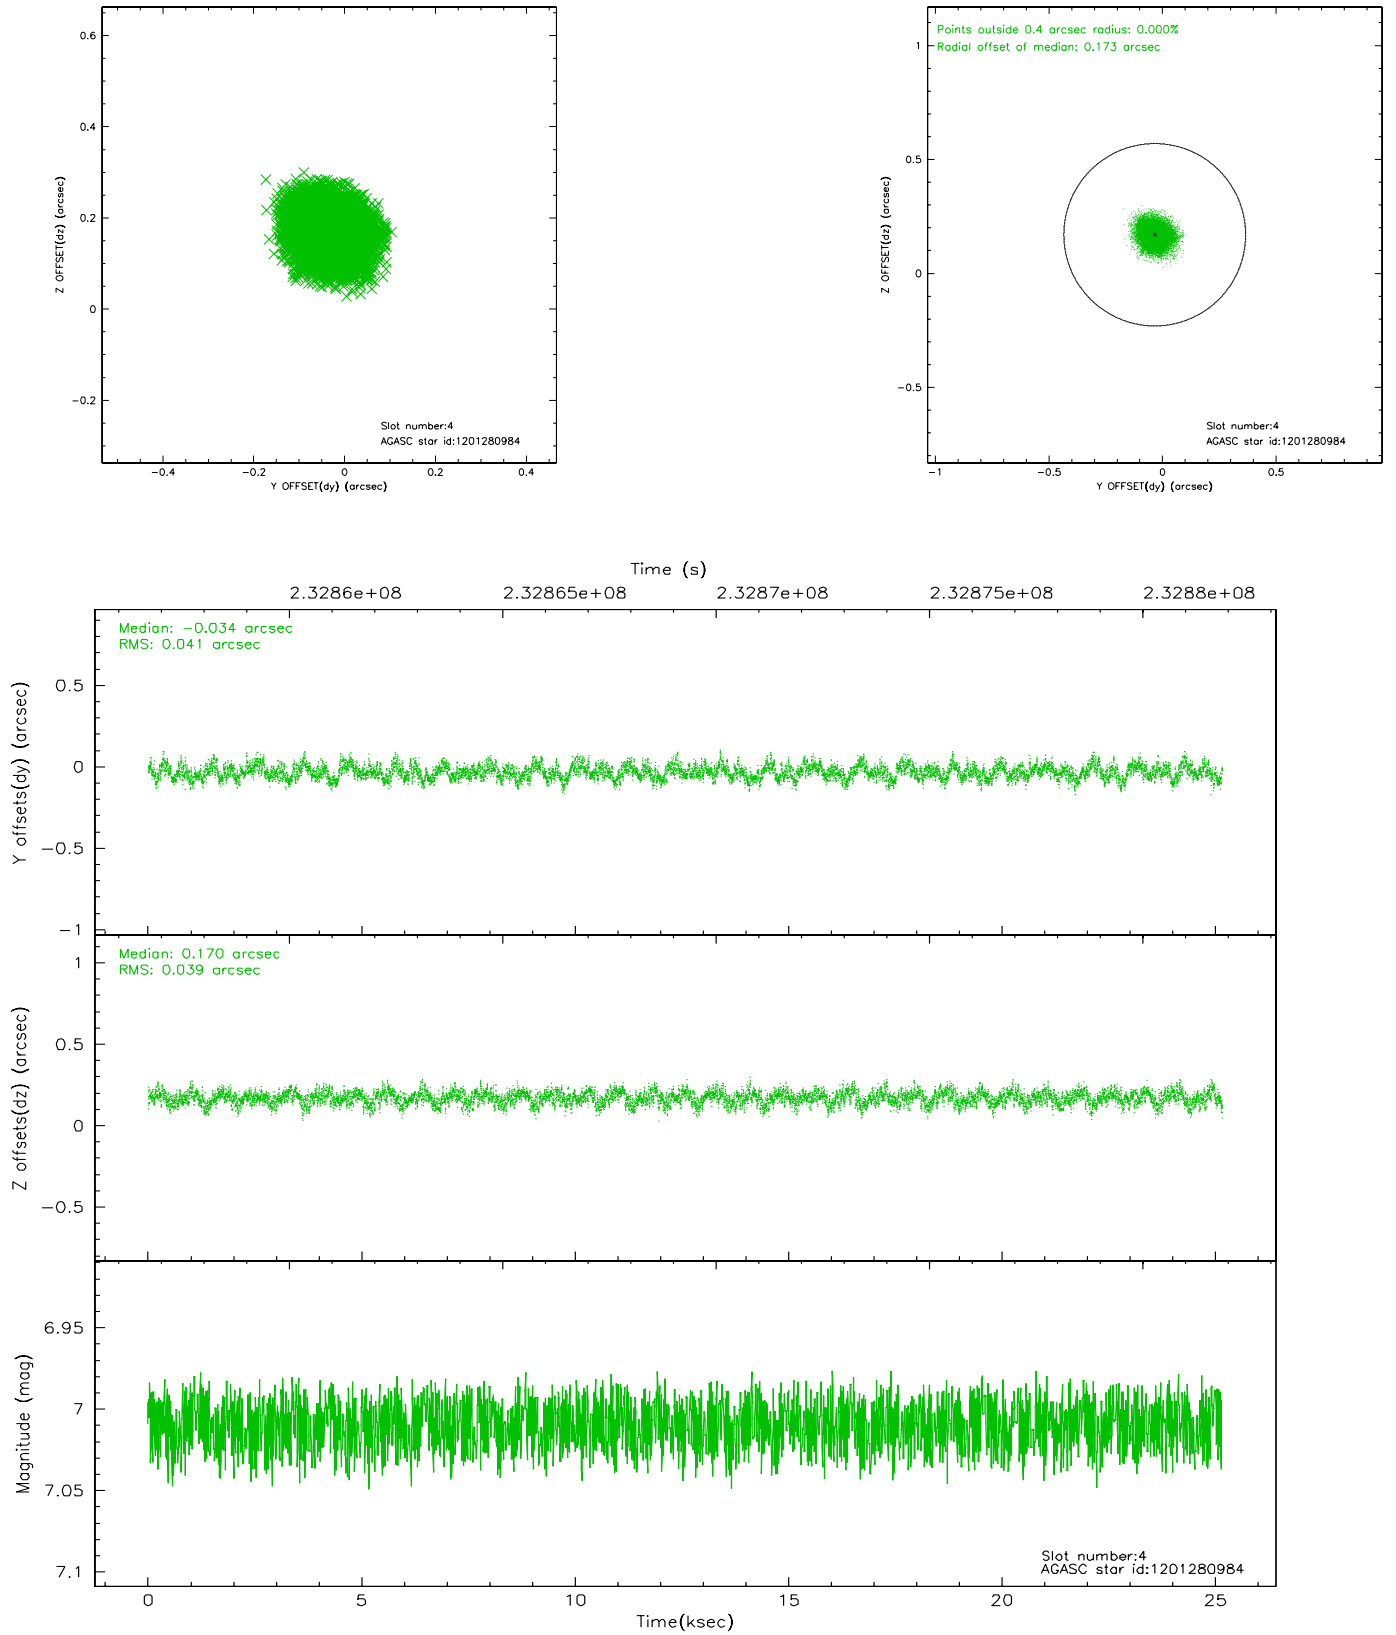 0.6
0.4
0.2
0
−0.2
Z OFFSET(dz) (arcsec)
Slot number:4
AGASC star id:1201280984
−0.4
−0.2
0
0.2
0.4
Y OFFSET(dy) (arcsec)
Points outside 0.4 arcsec radius: 0.000%
Radial offset of median: 0.173 arcsec
1
0.5
0
−0.5
Z OFFSET(dz) (arcsec)
Slot number:4
AGASC star id:1201280984
−1
−0.5
0
0.5
Y OFFSET(dy) (arcsec)
Time (s)
2.3286e+08
2.32865e+08
2.3287e+08
2.32875e+08
2.3288e+08
Median: −0.034 arcsec
RMS: 0.041 arcsec
0.5
0
−0.5
−1
Y offsets(dy) (arcsec)
Median: 0.170 arcsec
RMS: 0.039 arcsec
1
0.5
0
−0.5
Z offsets(dz) (arcsec)
6.95
7
7.05
7.1
Magnitude (mag)
Slot number:4
AGASC star id:1201280984
0
5
10
15
20
25
Time(ksec)